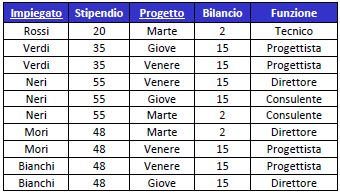 Impiegato Stipendio Progetto Bilancio Funzione
Rossi 20 Marte 2 Tecnico
Verdi 35 Giove 15 Progettista
Verdi 35 Venere 15 Progettista
Neri 55 Venere 15 Direttore
Neri 55 Giove 15 Consulente
Neri 55 Marte 2 Consulente
Mori 48 Marte 2 Direttore
Mori 48 Venere 15 Progettista
Bianchi 48 Venere 15 Progettista
Bianchi 48 Giove 15 Direttore